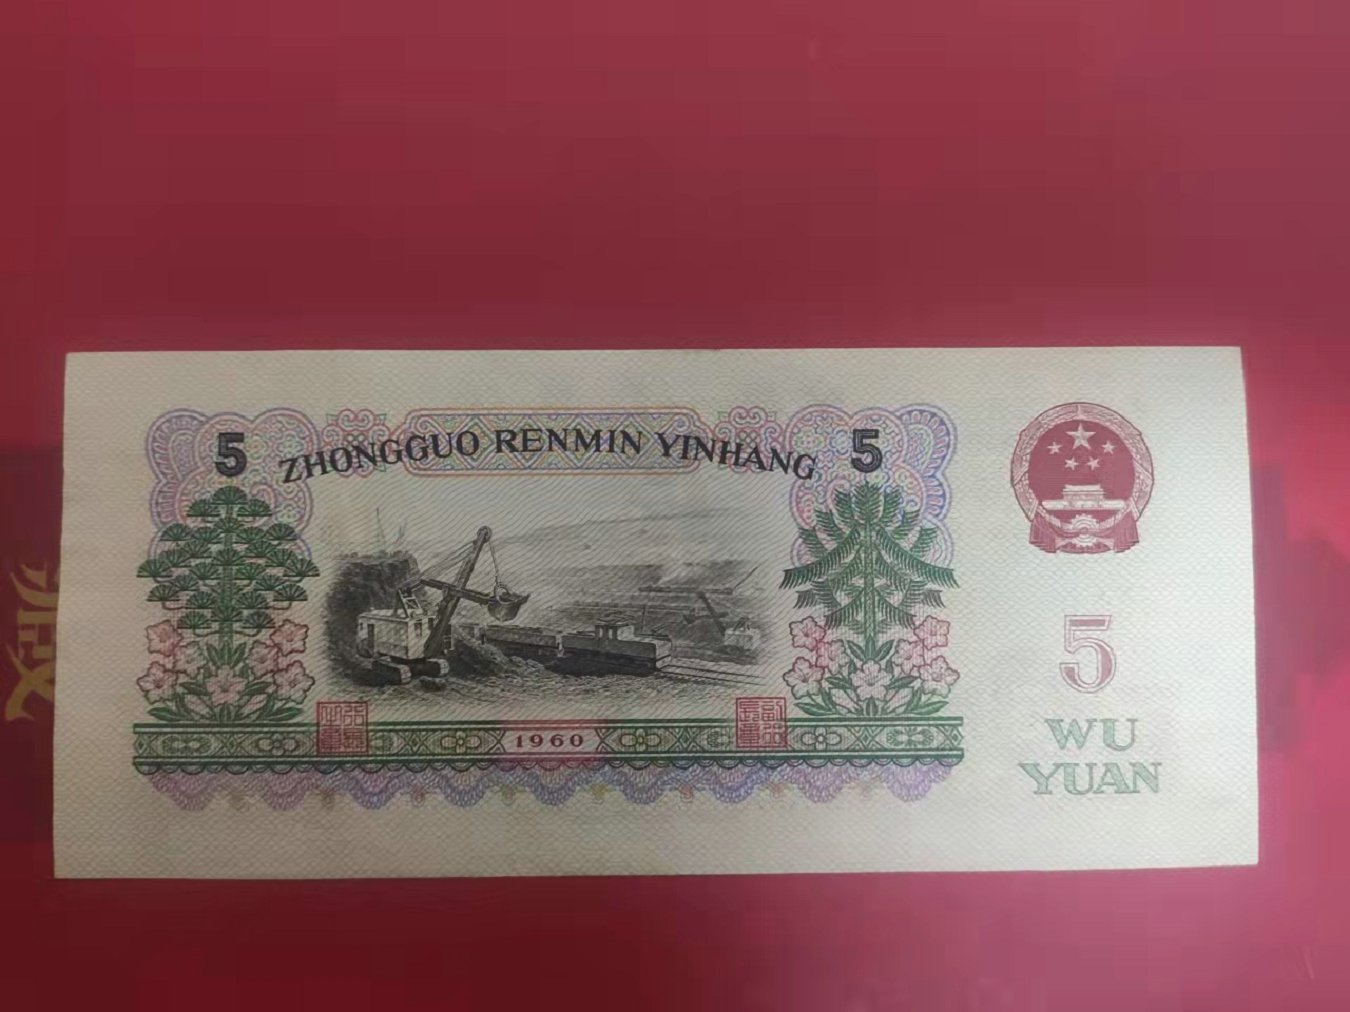 5 ZHONGGUO RENMIN YINHANG 5
5
WU
YUAN
1960